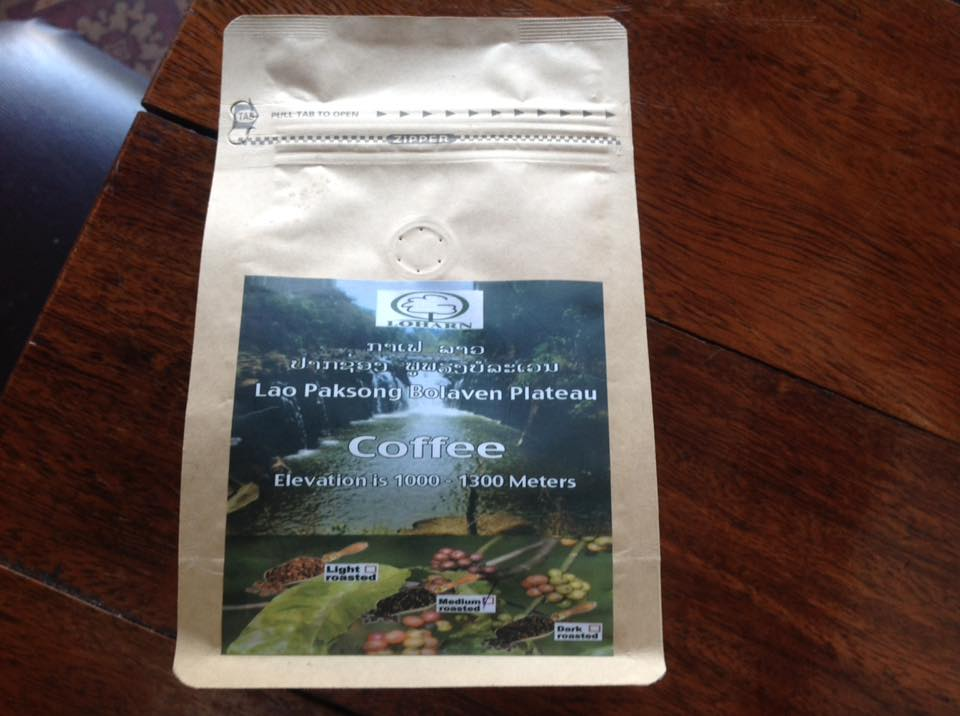 TAB PULL TAB TO OPEN
ZIPPER
LOHARN
ກາເຟ ລາວ
ປາກຊອງ ພູພຽງບໍລະເວນ
Lao Paksong Bolaven Plateau
Coffee
Elevation is 1000 - 1300 Meters
Light
roasted
Medium
roasted
Dark
roasted